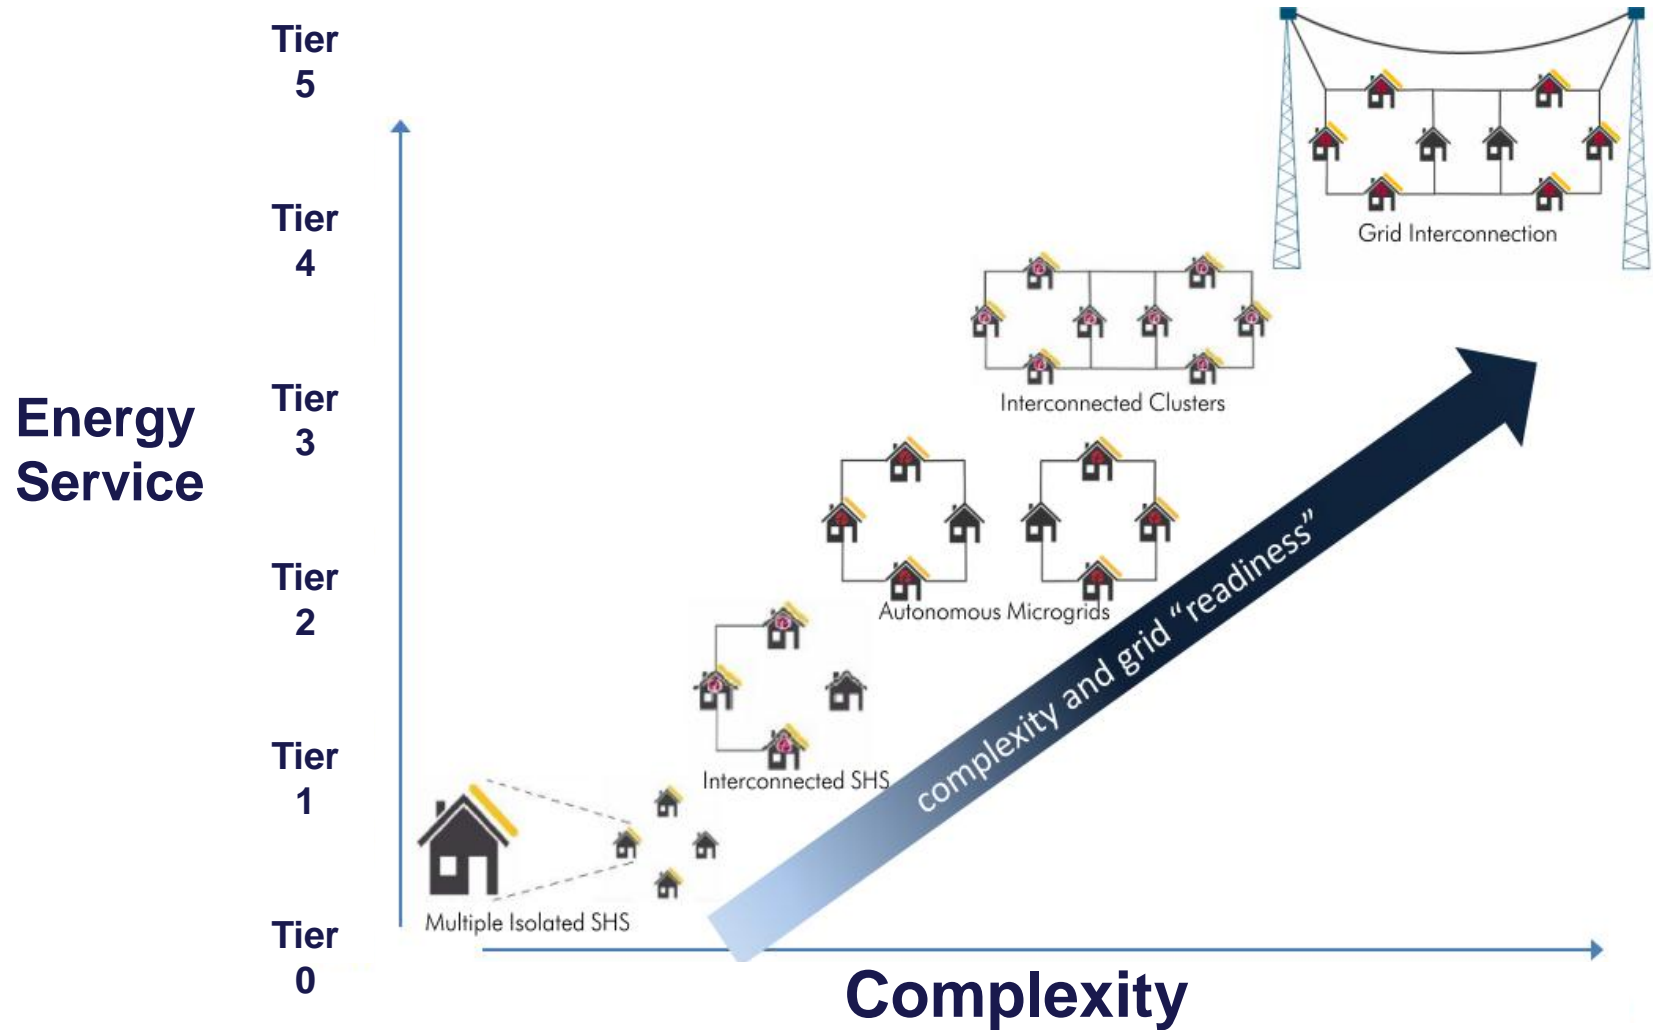 Tier
5
Tier
4
Grid Interconnection
Energy
Service
Tier
3
Interconnected Clusters
Tier
2
Autonomous Microgrids
complexity and grid “readiness”
Tier
1
Interconnected SHS
Multiple Isolated SHS
Tier
0
Complexity